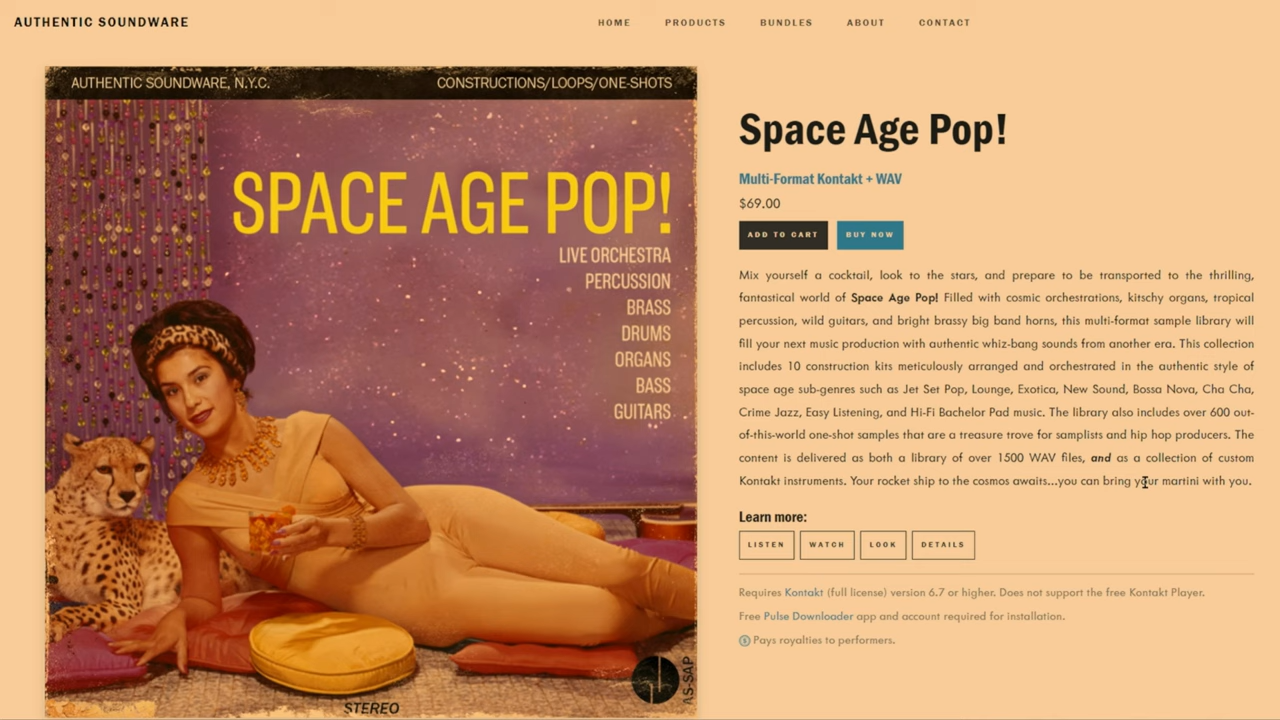 AUTHENTIC SOUNDWARE
HOME PRODUCTS BUNDLES ABOUT CONTACT
AUTHENTIC SOUNDWARE, N.Y.C. CONSTRUCTIONS/LOOPS/ONE-SHOTS
SPACE AGE POP!
LIVE ORCHESTRA
PERCUSSION
BRASS
DRUMS
ORGANS
BASS
GUITARS
AS-SAP
STEREO
Space Age Pop!
Multi-Format Kontakt + WAV
$69.00
ADD TO CART BUY NOW
Mix yourself a cocktail, look to the stars, and prepare to be transported to the thrilling,
fantastical world of Space Age Pop! Filled with cosmic orchestrations, kitschy organs, tropical
percussion, wild guitars, and bright brassy big band horns, this multi-format sample library will
fill your next music production with authentic whiz-bang sounds from another era. This collection
includes 10 construction kits meticulously arranged and orchestrated in the authentic style of
space age sub-genres such as Jet Set Pop, Lounge, Exotica, New Sound, Bossa Nova, Cha Cha,
Crime Jazz, Easy Listening, and Hi-Fi Bachelor Pad music. The library also includes over 600 out-
of-this-world one-shot samples that are a treasure trove for samplists and hip hop producers. The
content is delivered as both a library of over 1500 WAV files, and as a collection of custom
Kontakt instruments. Your rocket ship to the cosmos awaits...you can bring your martini with you.
Learn more:
LISTEN WATCH LOOK DETAILS
Requires Kontakt (full license) version 6.7 or higher. Does not support the free Kontakt Player.
Free Pulse Downloader app and account required for installation.
$ Pays royalties to performers.